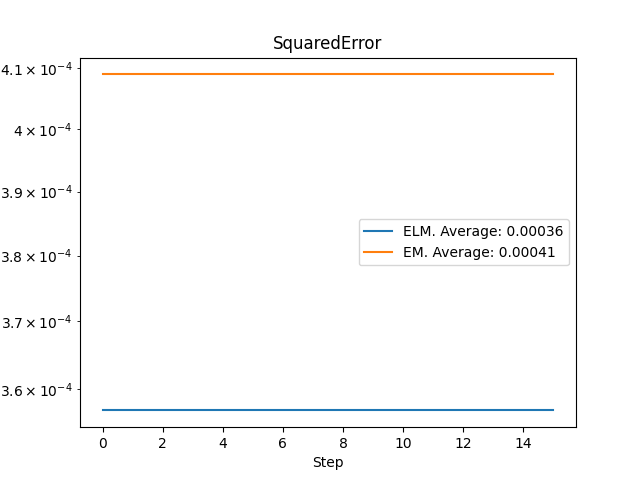 SquaredError
4.1 × 10⁻⁴
4 × 10⁻⁴
3.9 × 10⁻⁴
3.8 × 10⁻⁴
3.7 × 10⁻⁴
3.6 × 10⁻⁴
ELM. Average: 0.00036
EM. Average: 0.00041
0 2 4 6 8 10 12 14
Step